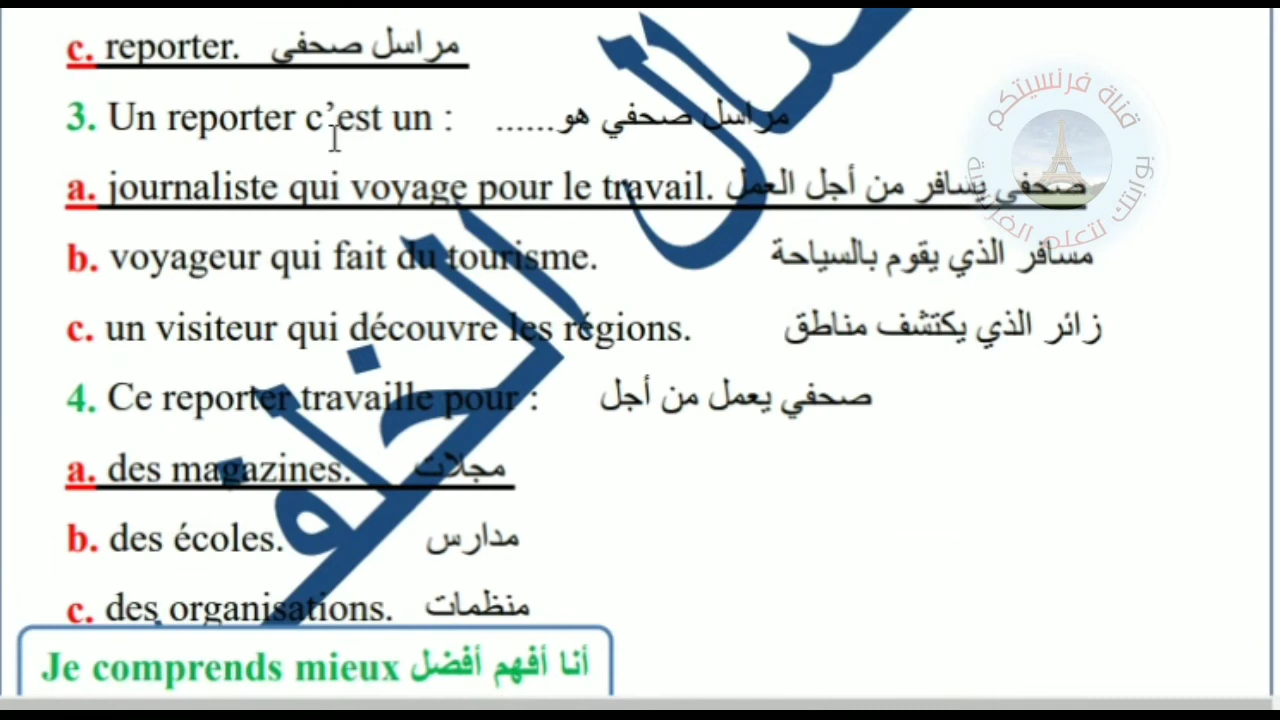 c. reporter. مراسل صحفي
3. Un reporter c’est un : مراسل صحفي هو......
a. journaliste qui voyage pour le travail. صحفي يسافر من أجل العمل
b. voyageur qui fait du tourisme. مسافر الذي يقوم بالسياحة
c. un visiteur qui découvre les régions. زائر الذي يكتشف مناطق
4. Ce reporter travaille pour : صحفي يعمل من أجل
a. des magazines. مجلات
b. des écoles. مدارس
c. des organisations. منظمات
Je comprends mieux أنا أفهم أفضل
قناة فرنسيتكم
لتعلم الفرنسية